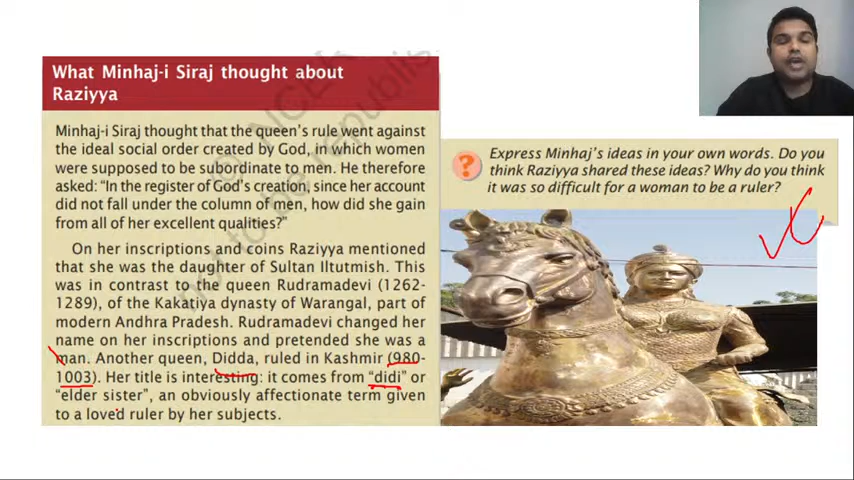 What Minhaj-i Siraj thought about
Raziyya
Minhaj-i Siraj thought that the queen's rule went against
the ideal social order created by God, in which women
were supposed to be subordinate to men. He therefore
asked: "In the register of God's creation, since her account
did not fall under the column of men, how did she gain
from all of her excellent qualities?"
On her inscriptions and coins Raziyya mentioned
that she was the daughter of Sultan Iltutmish. This
was in contrast to the queen Rudramadevi (1262-
1289), of the Kakatiya dynasty of Warangal, part of
modern Andhra Pradesh. Rudramadevi changed her
name on her inscriptions and pretended she was a
man. Another queen, Didda, ruled in Kashmir (980-
1003). Her title is interesting: it comes from "didi" or
"elder sister", an obviously affectionate term given
to a loved ruler by her subjects.
Express Minhaj's ideas in your own words. Do you
think Raziyya shared these ideas? Why do you think
it was so difficult for a woman to be a ruler?
?
© NCER
not to be republis